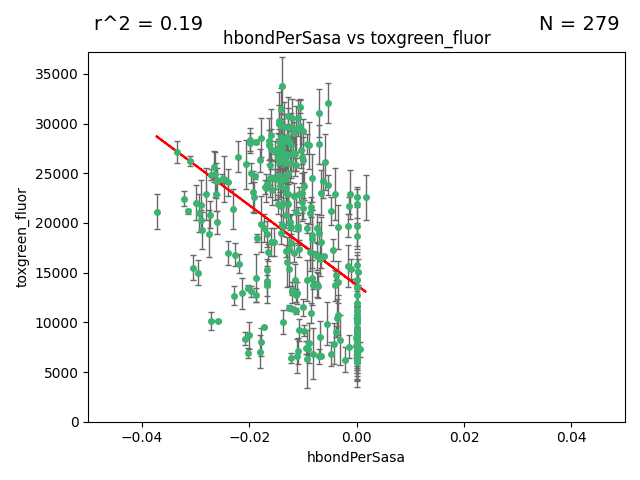 r^2 = 0.19
N = 279
hbondPerSasa vs toxgreen_fluor
35000
30000
25000
20000
15000
10000
5000
0
toxgreen_fluor
−0.04
−0.02
0.00
0.02
0.04
hbondPerSasa